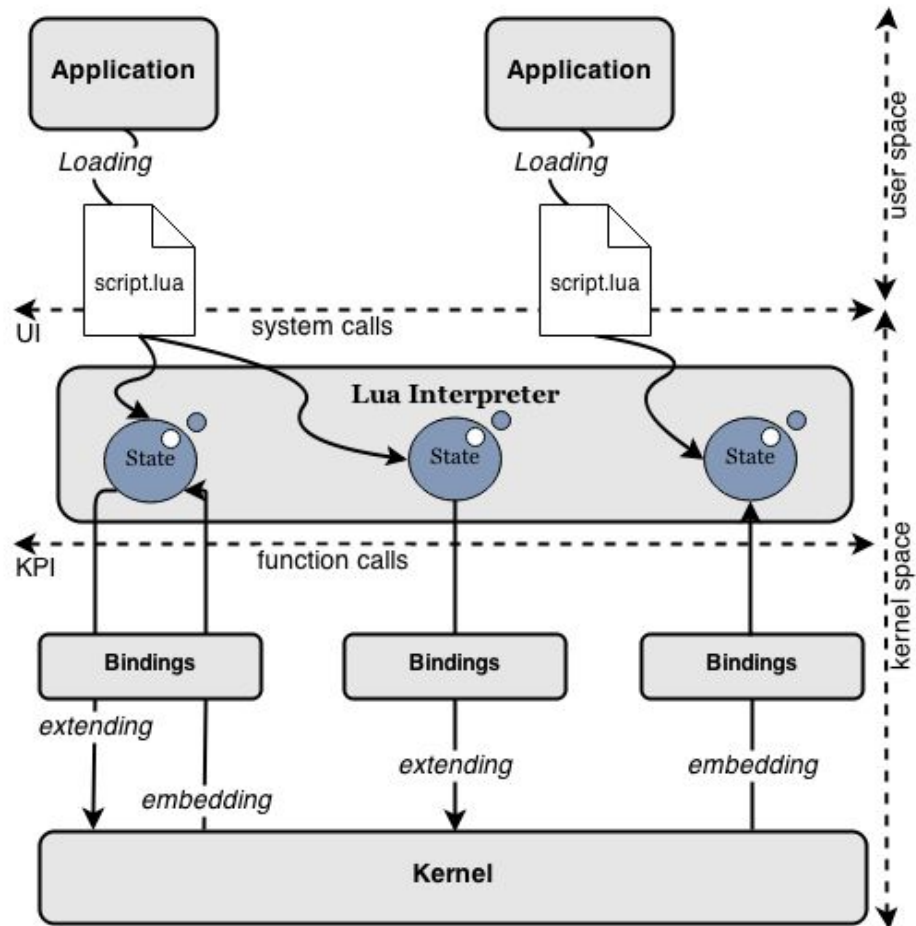 Application
Application
Loading
Loading
user space
script.lua
script.lua
UI
system calls
Lua Interpreter
State
State
State
KPI
function calls
kernel space
Bindings
Bindings
Bindings
extending
embedding
extending
embedding
Kernel